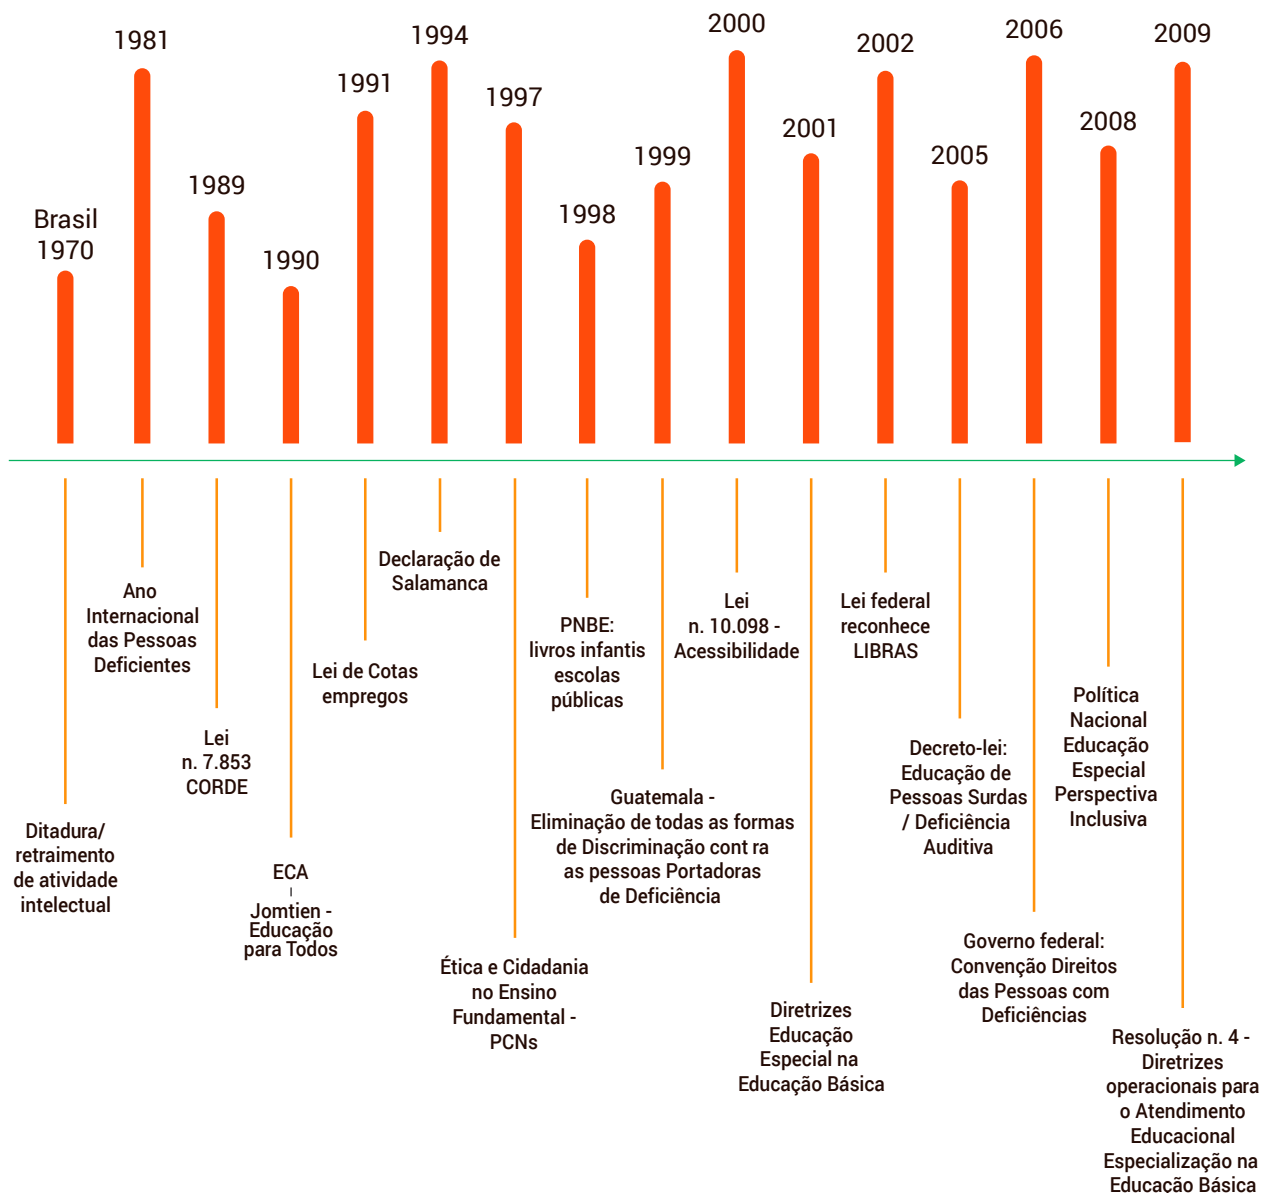 Brasil
1970
1981
1989
1990
1991
1994
1997
1998
1999
2000
2001
2002
2005
2006
2008
2009
Ditadura/
retraimento
de atividade
intelectual
Ano
Internacional
das Pessoas
Deficientes
Lei
n. 7.853
CORDE
ECA
Jomtien -
Educação
para Todos
Lei de Cotas
empregos
Declaração de
Salamanca
Ética e Cidadania
no Ensino
Fundamental -
PCNs
PNBE:
livros infantis
escolas
públicas
Guatemala -
Eliminação de todas as formas
de Discriminação cont ra
as pessoas Portadoras
de Deficiência
Lei
n. 10.098 -
Acessibilidade
Diretrizes
Educação
Especial na
Educação Básica
Lei federal
reconhece
LIBRAS
Decreto-lei:
Educação de
Pessoas Surdas
/ Deficiência
Auditiva
Governo federal:
Convenção Direitos
das Pessoas com
Deficiências
Política
Nacional
Educação
Especial
Perspectiva
Inclusiva
Resolução n. 4 -
Diretrizes
operacionais para
o Atendimento
Educacional
Especialização na
Educação Básica